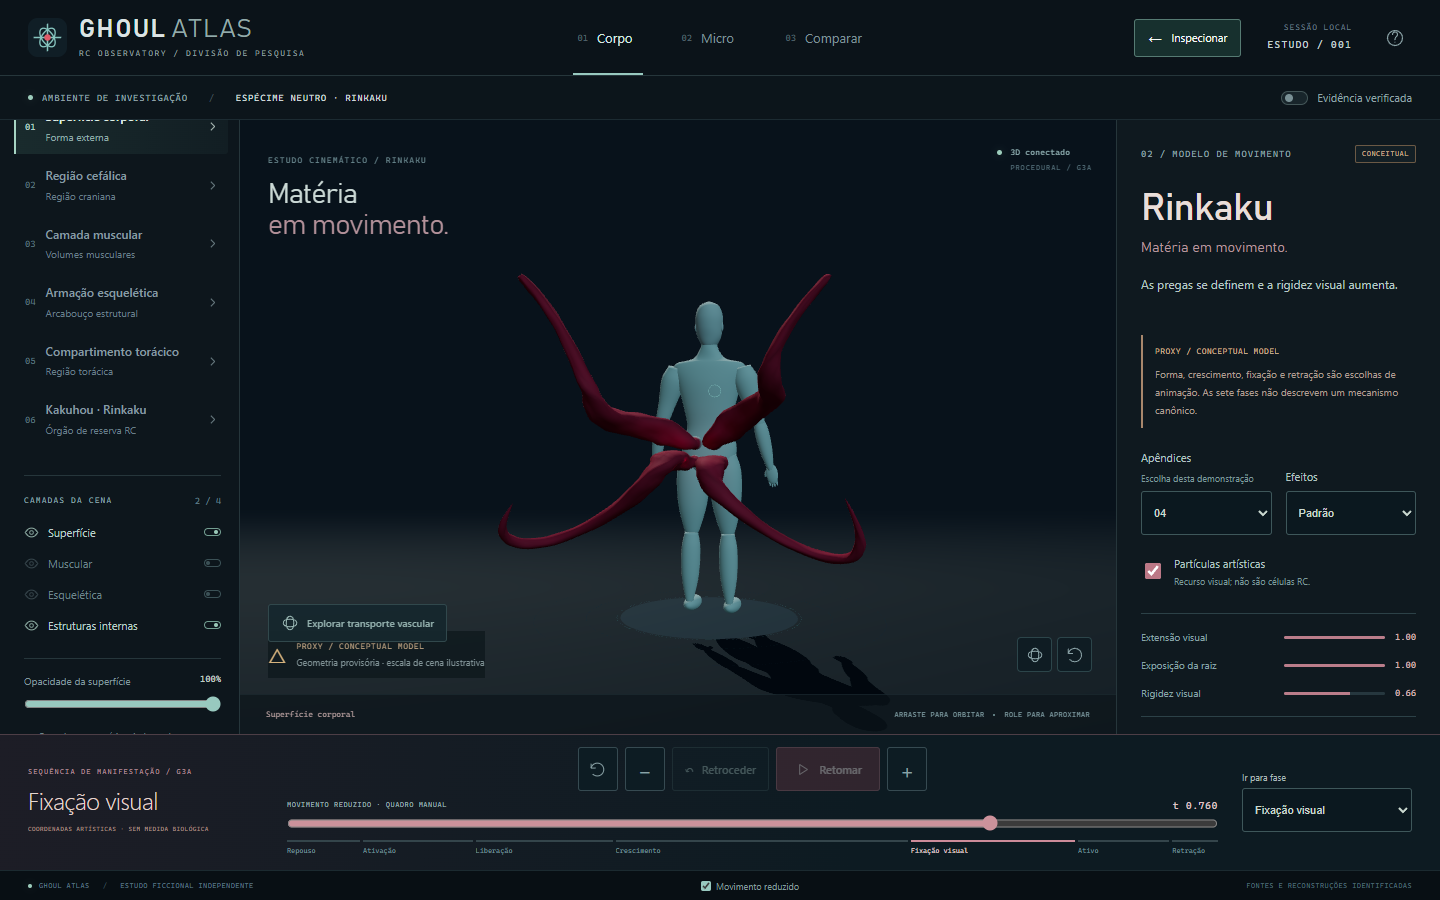 GHOUL ATLAS
RC OBSERVATORY / DIVISÃO DE PESQUISA
01 Corpo
02 Micro
03 Comparar
← Inspecionar
SESSÃO LOCAL
ESTUDO / 001
?
AMBIENTE DE INVESTIGAÇÃO / ESPÉCIME NEUTRO · RINKAKU
Evidência verificada
01 Superfície corporal
Forma externa
02 Região cefálica
Região craniana
03 Camada muscular
Volumes musculares
04 Armação esquelética
Arcabouço estrutural
05 Compartimento torácico
Região torácica
06 Kakuhou · Rinkaku
Órgão de reserva RC
CAMADAS DA CENA 2 / 4
Superfície
Muscular
Esquelética
Estruturas internas
Opacidade da superfície 100%
ESTUDO CINEMÁTICO / RINKAKU
Matéria
em movimento.
3D conectado
PROCEDURAL / G3A
Explorar transporte vascular
PROXY / CONCEPTUAL MODEL
Geometria provisória · escala de cena ilustrativa
Superfície corporal
ARRASTE PARA ORBITAR • ROLE PARA APROXIMAR
02 / MODELO DE MOVIMENTO
CONCEITUAL
Rinkaku
Matéria em movimento.
As pregas se definem e a rigidez visual aumenta.
PROXY / CONCEPTUAL MODEL
Forma, crescimento, fixação e retração são escolhas de
animação. As sete fases não descrevem um mecanismo
canônico.
Apêndices
Escolha desta demonstração
04
Efeitos
Padrão
Partículas artísticas
Recurso visual; não são células RC.
Extensão visual 1.00
Exposição da raiz 1.00
Rigidez visual 0.66
SEQUÊNCIA DE MANIFESTAÇÃO / G3A
Fixação visual
COORDENADAS ARTÍSTICAS · SEM MEDIDA BIOLÓGICA
−
Retroceder
Retomar
+
MOVIMENTO REDUZIDO · QUADRO MANUAL
t 0.760
Repouso
Ativação
Liberação
Crescimento
Fixação visual
Ativo
Retração
Ir para fase
Fixação visual
GHOUL ATLAS / ESTUDO FICCIONAL INDEPENDENTE
Movimento reduzido
FONTES E RECONSTRUÇÕES IDENTIFICADAS